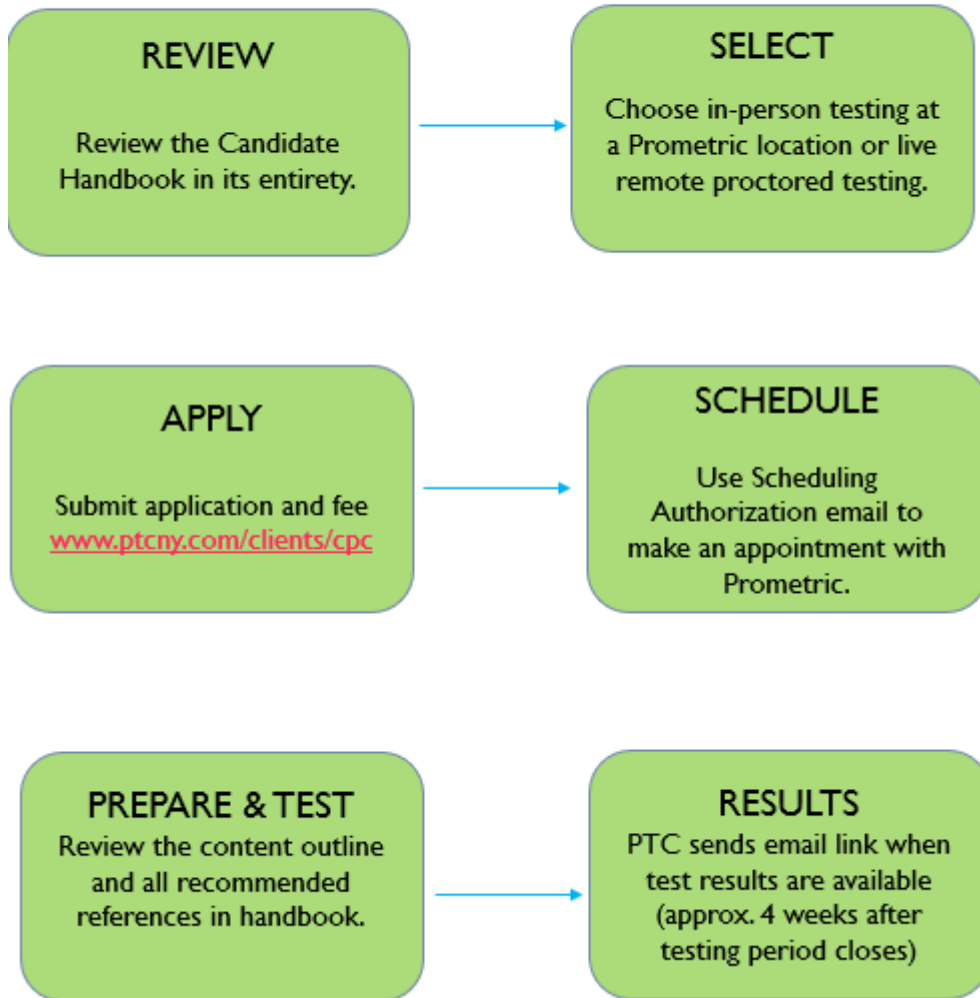 REVIEW
Review the Candidate
Handbook in its entirety.
SELECT
Choose in-person testing at
a Prometric location or live
remote proctored testing.
APPLY
Submit application and fee
www.ptcny.com/clients/cpc
SCHEDULE
Use Scheduling
Authorization email to
make an appointment with
Prometric.
PREPARE & TEST
Review the content outline
and all recommended
references in handbook.
RESULTS
PTC sends email link when
test results are available
(approx. 4 weeks after
testing period closes)